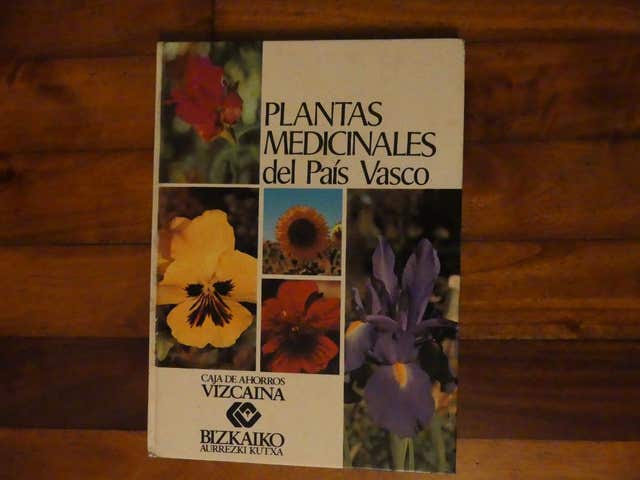 PLANTAS
MEDICINALES
del País Vasco
CAJA DE AHORROS
VIZCAINA
BIZKAIKO
AURREZKI KUTXA